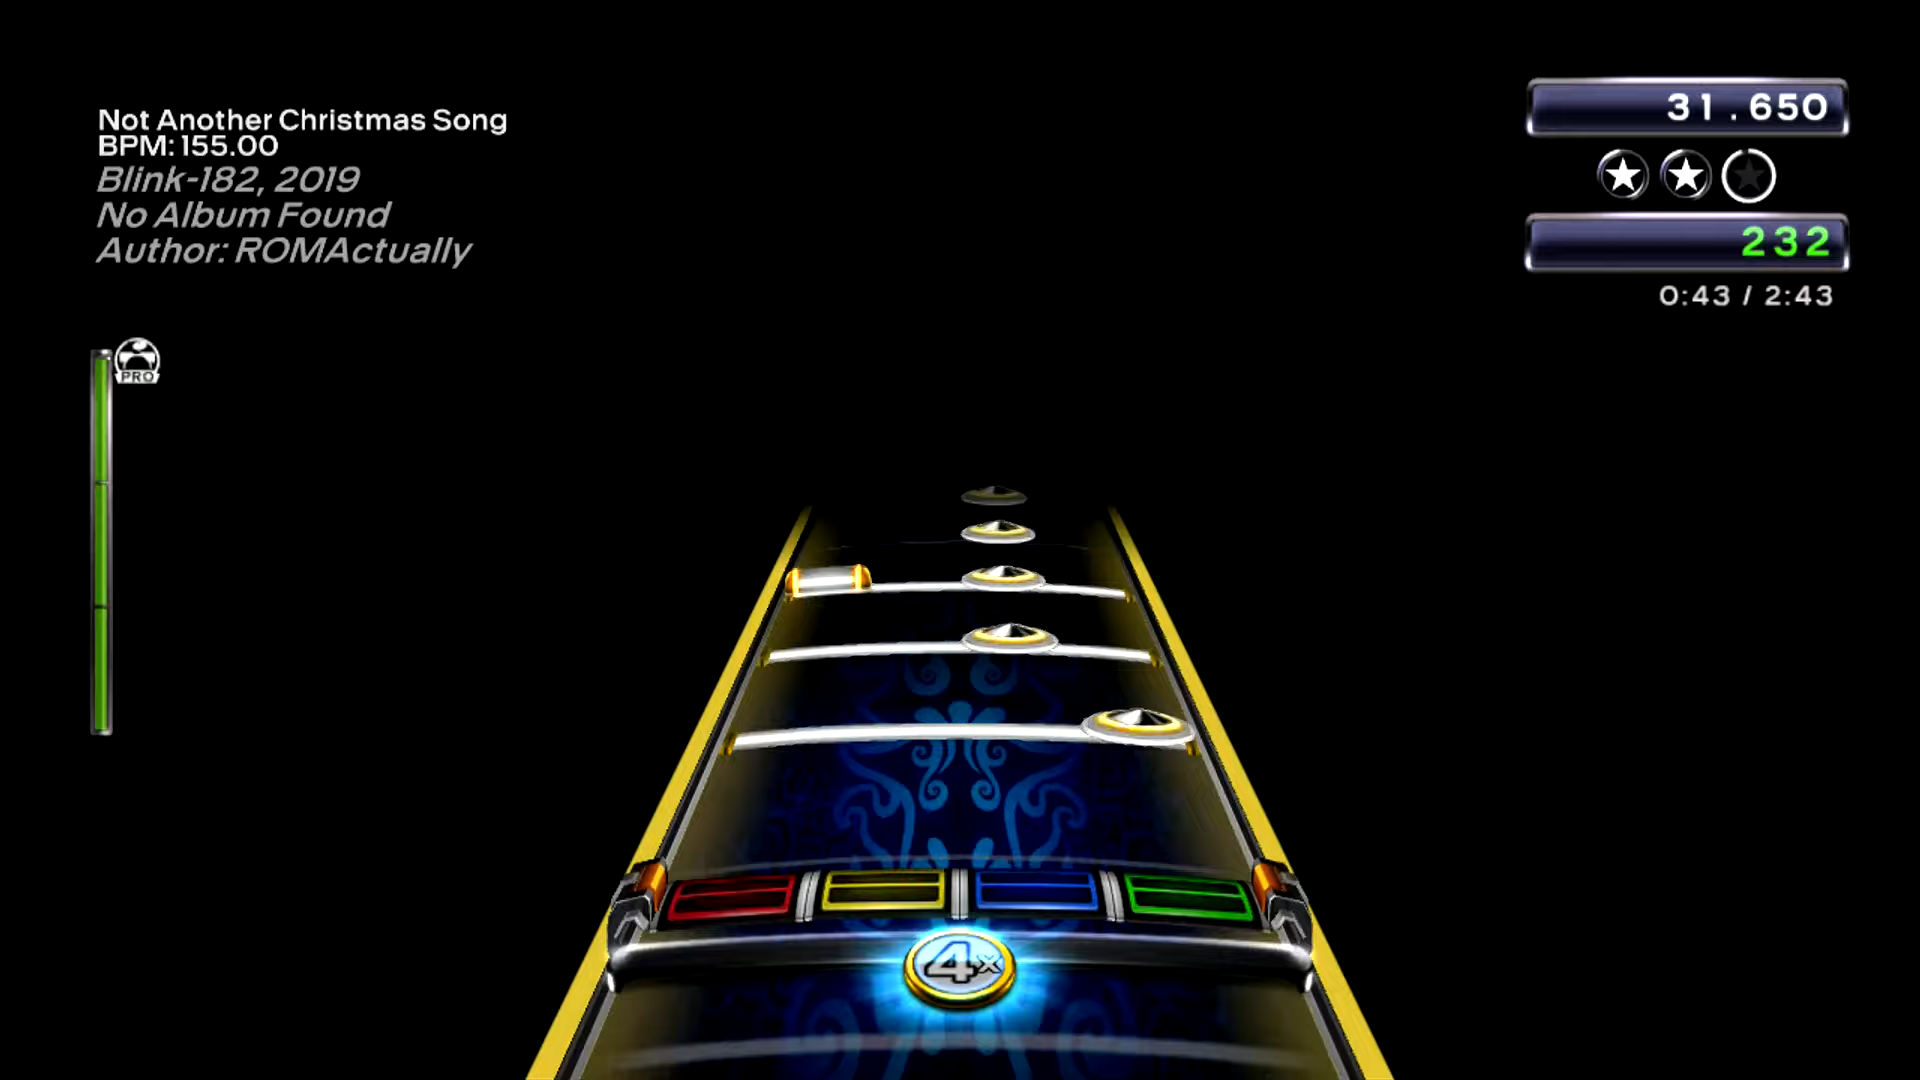 Not Another Christmas Song
BPM: 155.00
Blink-182, 2019
No Album Found
Author: ROMActually
31.650
232
0:43 / 2:43
PRO
4x